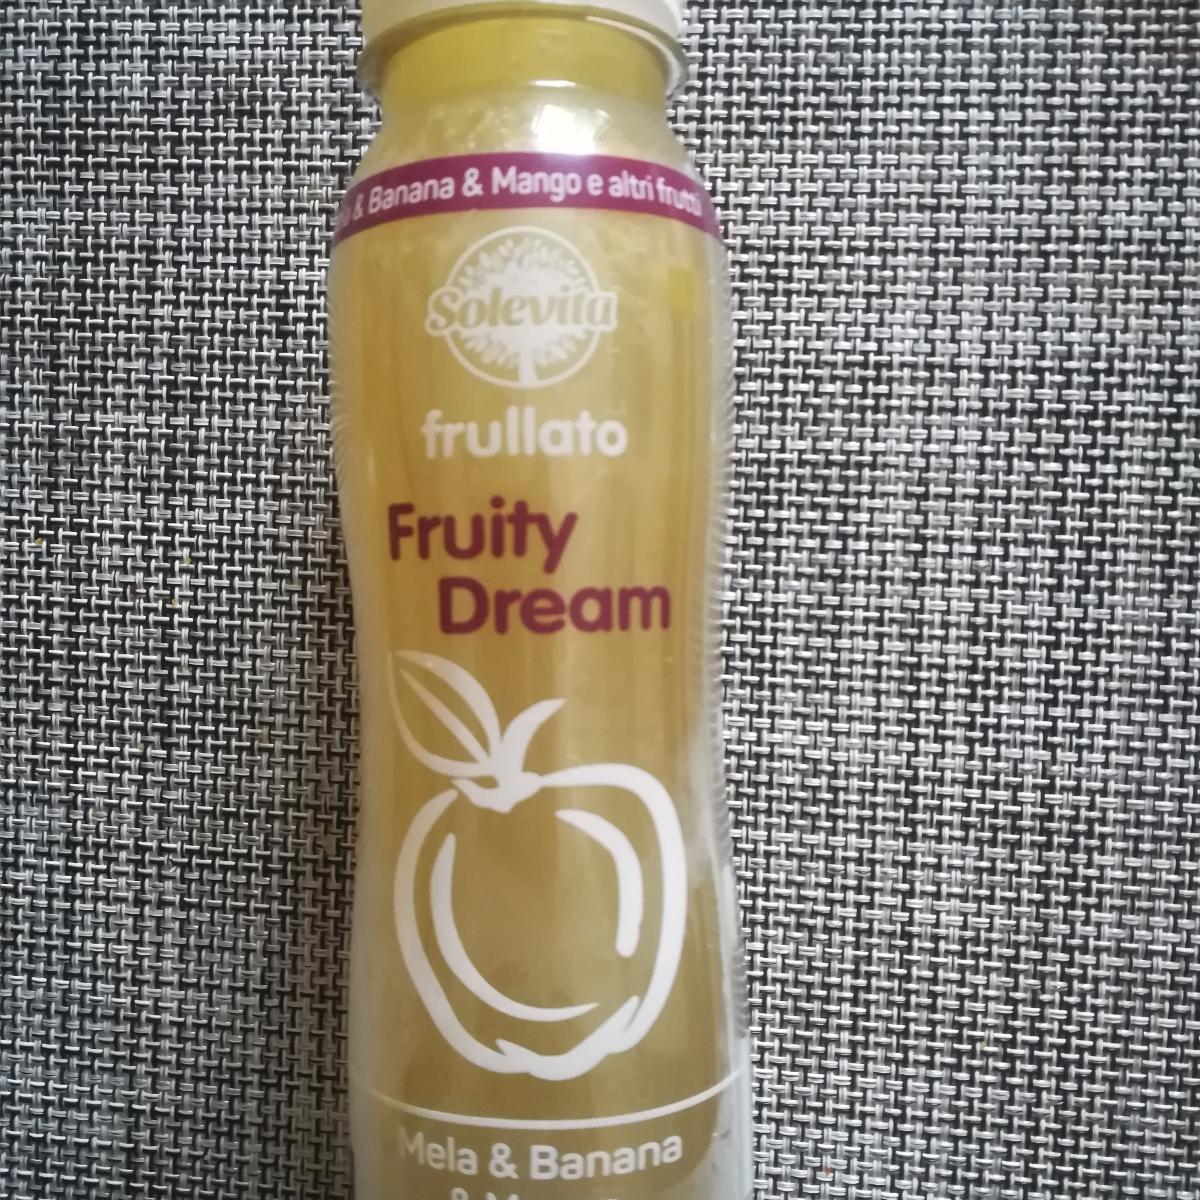 & Banana & Mango e altri frutti
Solevita
frullato
Fruity
Dream
Mela & Banana
&